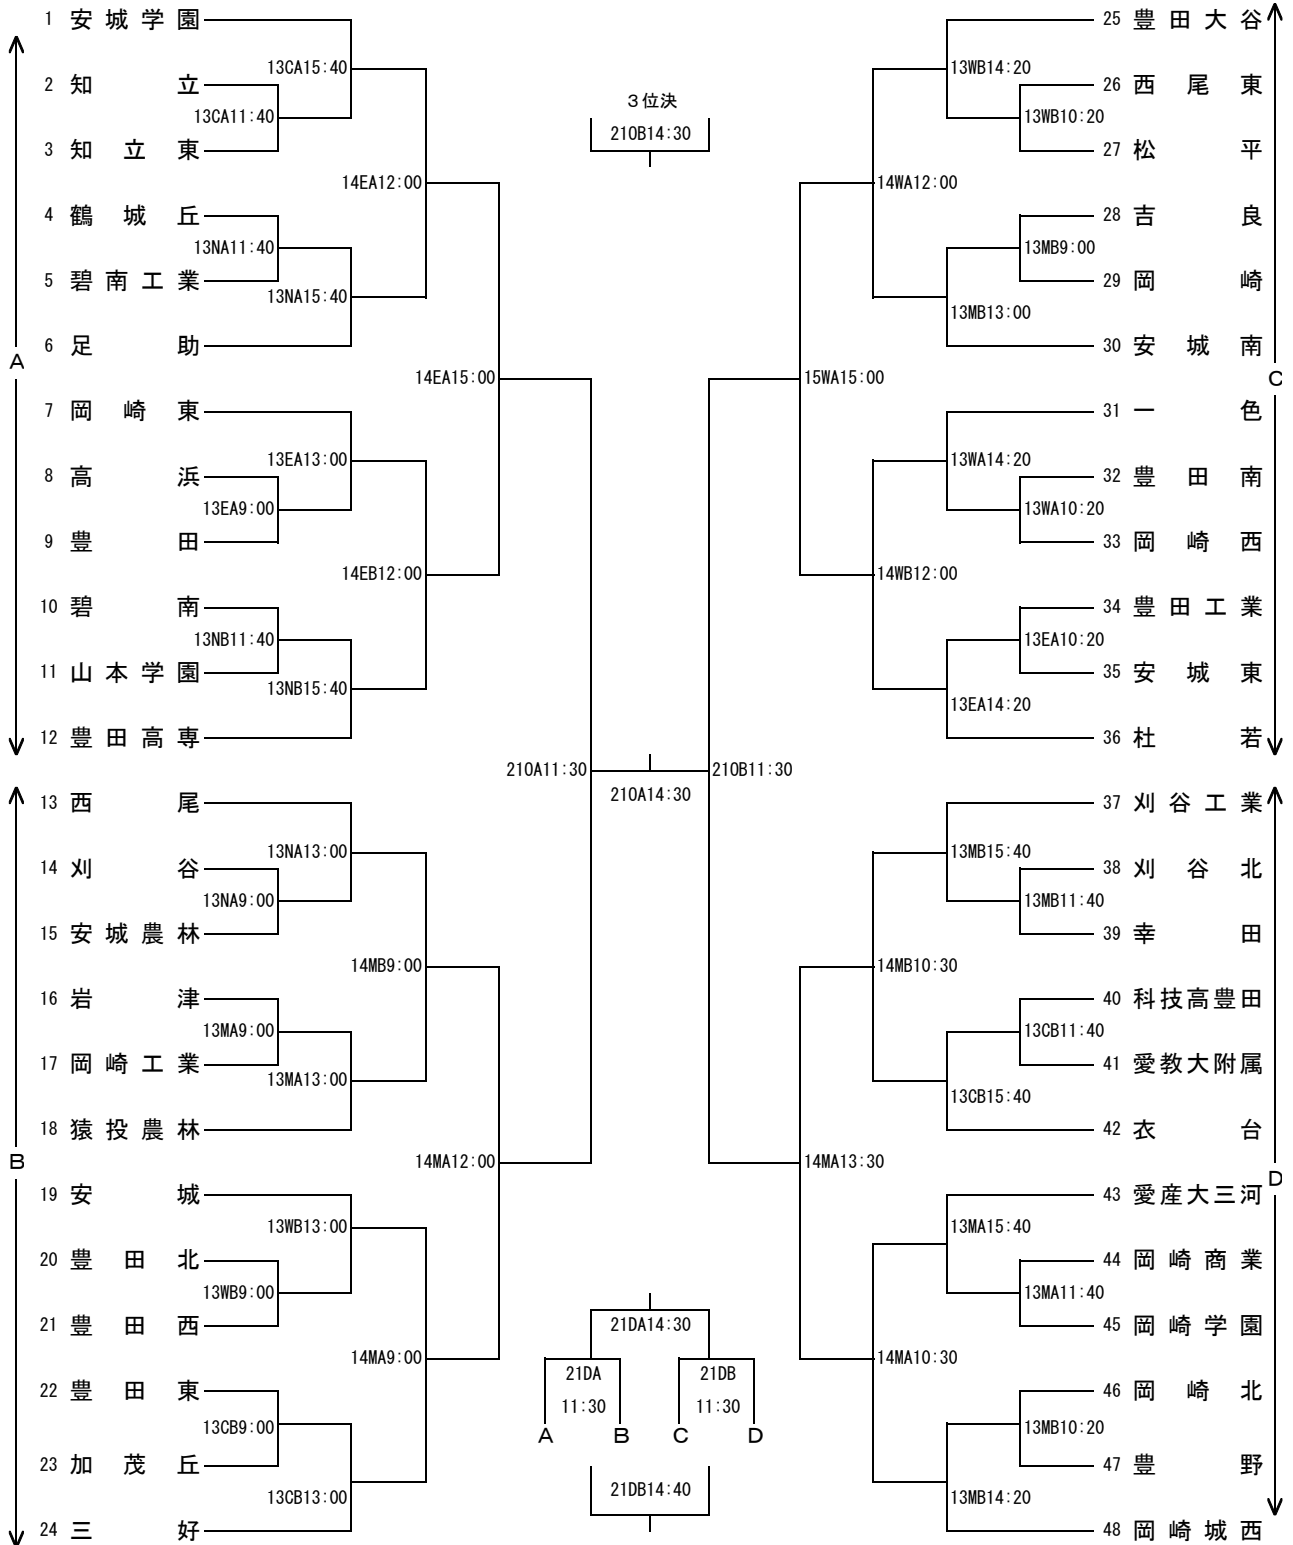 1 安城学園
13CA15:40
2 知立
13CA11:40
3 知立東
14EA12:00
4 鶴城丘
13NA11:40
5 碧南工業
13NA15:40
6 足助
A
14EA15:00
7 岡崎東
13EA13:00
8 高浜
13EA9:00
9 豊田
14EB12:00
10 碧南
13NB11:40
11 山本学園
13NB15:40
12 豊田高専
210A11:30
13 西尾
13NA13:00
14 刈谷
13NA9:00
15 安城農林
14MB9:00
16 岩津
13MA9:00
17 岡崎工業
13MA13:00
18 猿投農林
B
14MA12:00
19 安城
13WB13:00
20 豊田北
13WB9:00
21 豊田西
14MA9:00
22 豊田東
13CB9:00
23 加茂丘
13CB13:00
24 三好
3位決
210B14:30
210A14:30
21DA14:30
21DA
11:30
21DB
11:30
A B C D
21DB14:40
25 豊田大谷
13WB14:20
26 西尾東
13WB10:20
27 松平
14WA12:00
28 吉良
13MB9:00
29 岡崎
13MB13:00
30 安城南
C
15WA15:00
31 一色
13WA14:20
32 豊田南
13WA10:20
33 岡崎西
14WB12:00
34 豊田工業
13EA10:20
35 安城東
13EA14:20
36 杜若
210B11:30
37 刈谷工業
13MB15:40
38 刈谷北
13MB11:40
39 幸田
14MB10:30
40 科技高豊田
13CB11:40
41 愛教大附属
13CB15:40
42 衣台
D
14MA13:30
43 愛産大三河
13MA15:40
44 岡崎商業
13MA11:40
45 岡崎学園
14MA10:30
46 岡崎北
13MB10:20
47 豊野
13MB14:20
48 岡崎城西